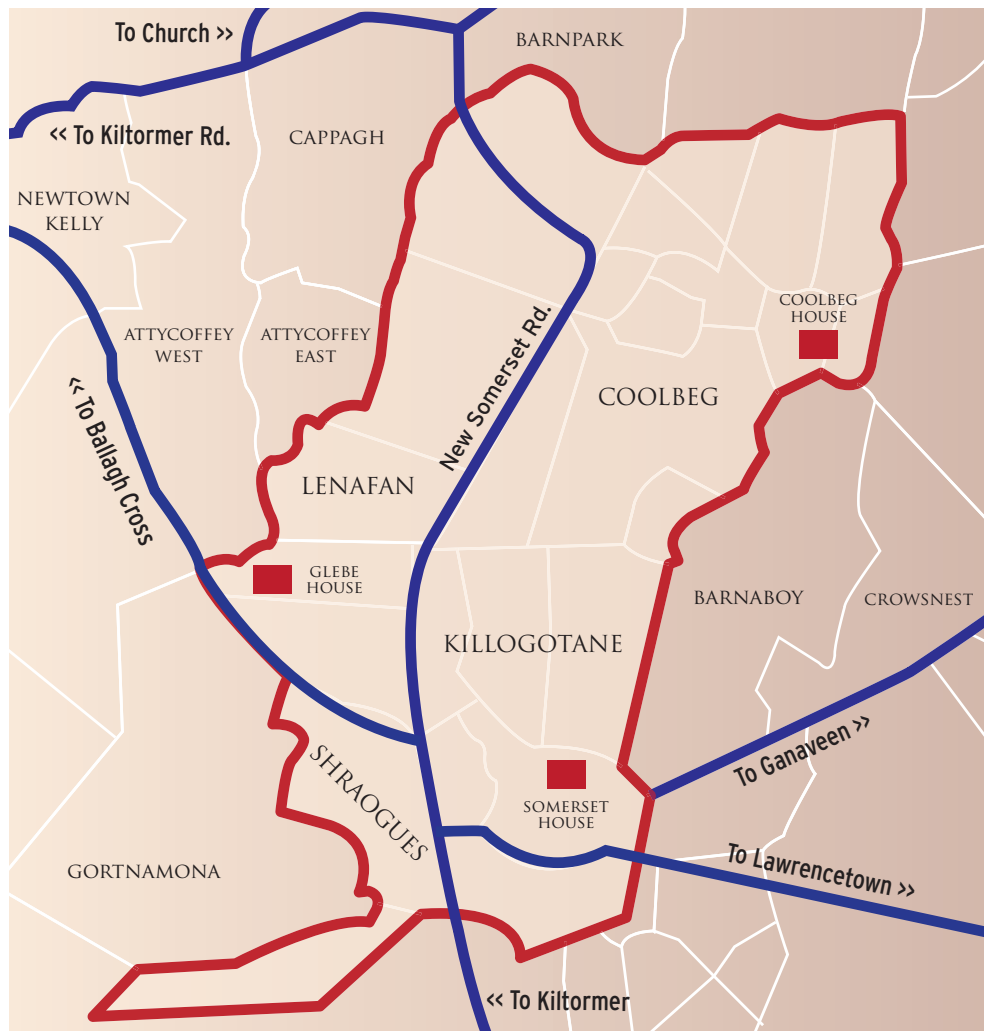 To Church >>
BARNPARK
<< To Kiltormer Rd.
CAPPAGH
NEWTOWN
KELLY
COOLBEG
HOUSE
ATTYCOFFEY
WEST
ATTYCOFFEY
EAST
New Somerset Rd.
COOLBEG
<< To Ballagh Cross
LENAFAN
GLEBE
HOUSE
BARNABOY
CROWSNEST
KILLOGOTANE
To Ganaveen >>
SHRAOGUES
SOMERSET
HOUSE
GORTNAMONA
To Lawrencetown >>
<< To Kiltormer